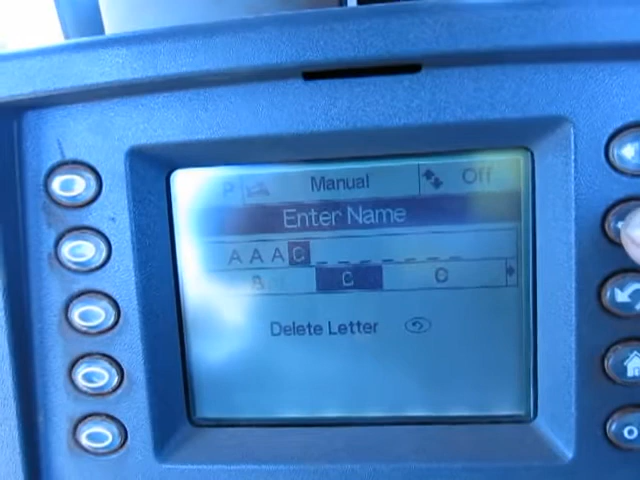 P Manual Off
Enter Name
A A A C _ _ _ _ _
B C D
Delete Letter